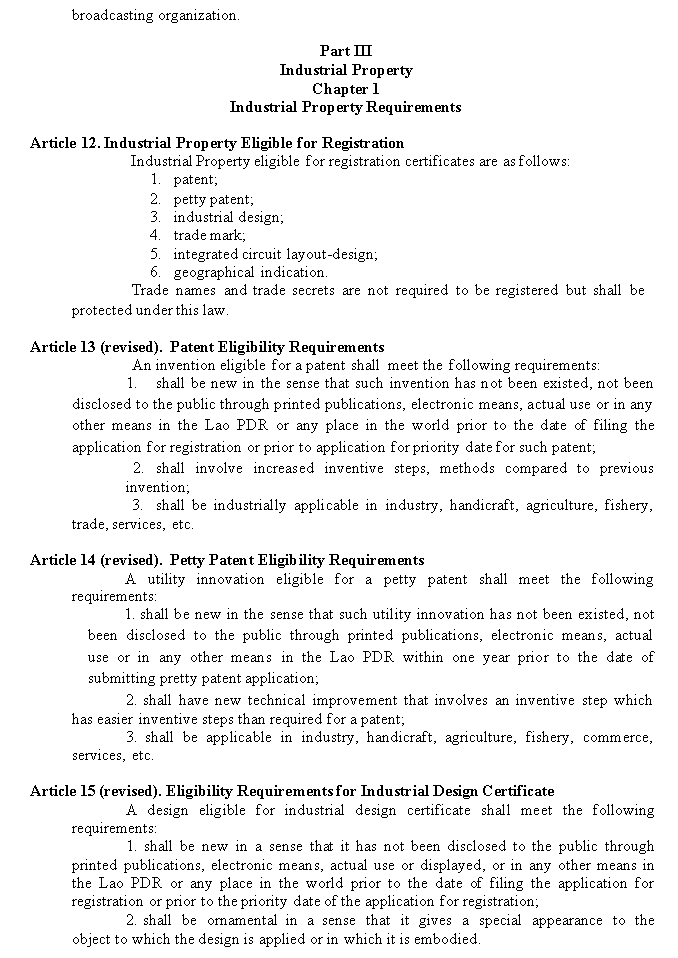 broadcasting organization.
Part III
Industrial Property
Chapter 1
Industrial Property Requirements
Article 12. Industrial Property Eligible for Registration
Industrial Property eligible for registration certificates are as follows:
1. patent;
2. petty patent;
3. industrial design;
4. trade mark;
5. integrated circuit layout-design;
6. geographical indication.
Trade names and trade secrets are not required to be registered but shall be
protected under this law.
Article 13 (revised). Patent Eligibility Requirements
An invention eligible for a patent shall meet the following requirements:
1. shall be new in the sense that such invention has not been existed, not been
disclosed to the public through printed publications, electronic means, actual use or in any
other means in the Lao PDR or any place in the world prior to the date of filing the
application for registration or prior to application for priority date for such patent;
2. shall involve increased inventive steps, methods compared to previous
invention;
3. shall be industrially applicable in industry, handicraft, agriculture, fishery,
trade, services, etc.
Article 14 (revised). Petty Patent Eligibility Requirements
A utility innovation eligible for a petty patent shall meet the following
requirements:
1. shall be new in the sense that such utility innovation has not been existed, not
been disclosed to the public through printed publications, electronic means, actual
use or in any other means in the Lao PDR within one year prior to the date of
submitting pretty patent application;
2. shall have new technical improvement that involves an inventive step which
has easier inventive steps than required for a patent;
3. shall be applicable in industry, handicraft, agriculture, fishery, commerce,
services, etc.
Article 15 (revised). Eligibility Requirements for Industrial Design Certificate
A design eligible for industrial design certificate shall meet the following
requirements:
1. shall be new in a sense that it has not been disclosed to the public through
printed publications, electronic means, actual use or displayed, or in any other means in
the Lao PDR or any place in the world prior to the date of filing the application for
registration or prior to the priority date of the application for registration;
2. shall be ornamental in a sense that it gives a special appearance to the
object to which the design is applied or in which it is embodied.